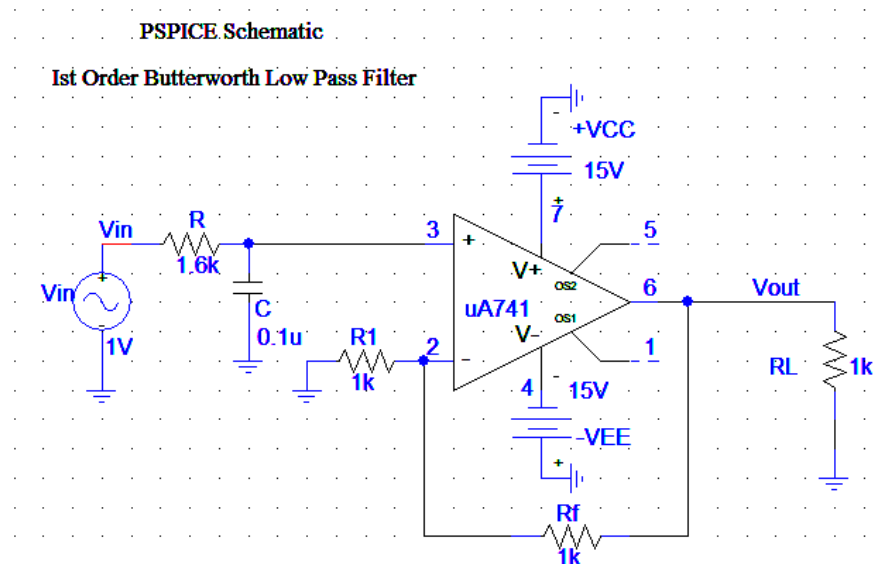 PSPICE Schematic
Ist Order Butterworth Low Pass Filter
-
+VCC
15V
+
7
Vin
R
3
5
+
1.6k
V+
OS2
Vin
+
C
uA741
6
Vout
0.1u
OS1
-
V-
1V
R1
2
-
1
1k
RL
1k
-
4
15V
-VEE
+
Rf
1k